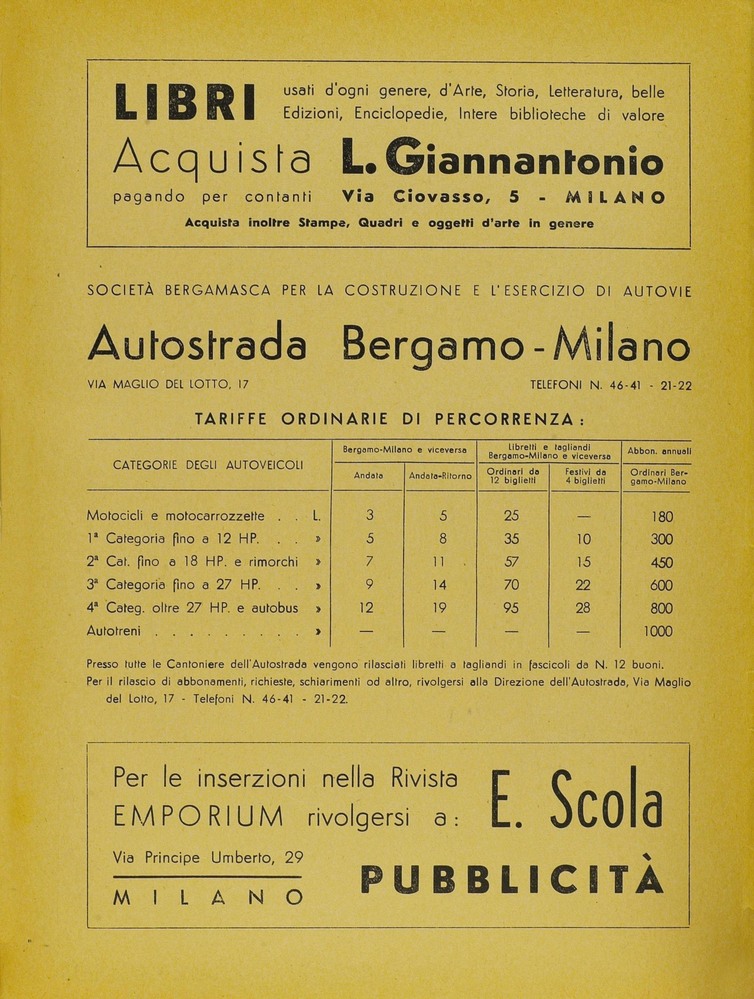 LIBRI usati d'ogni genere, d'Arte, Storia, Letteratura, belle
Edizioni, Enciclopedie, Intere biblioteche di valore
Acquista L. Giannantonio
pagando per contanti Via Ciovasso, 5 - MILANO
Acquista inoltre Stampe, Quadri e oggetti d'arte in genere
SOCIETÀ BERGAMASCA PER LA COSTRUZIONE E L'ESERCIZIO DI AUTOVIE
Autostrada Bergamo - Milano
VIA MAGLIO DEL LOTTO, 17 TELEFONI N. 46-41 - 21-22
TARIFFE ORDINARIE DI PERCORRENZA :
CATEGORIE DEGLI AUTOVEICOLI
Bergamo-Milano e viceversa
Libretti e tagliandi
Bergamo-Milano e viceversa
Abbon. annuali
Andata
Andata-Ritorno
Ordinari da
12 biglietti
Festivi da
4 biglietti
Ordinari Ber-
gamo-Milano
Motocicli e motocarrozzette . . L. 3 5 25 — 180
1ª Categoria fino a 12 HP. . . » 5 8 35 10 300
2ª Cat. fino a 18 HP. e rimorchi » 7 11 57 15 450
3ª Categoria fino a 27 HP. . . » 9 14 70 22 600
4ª Categ. oltre 27 HP. e autobus » 12 19 95 28 800
Autotreni . . . . . . . . . » — — — — 1000
Presso tutte le Cantoniere dell'Autostrada vengono rilasciati libretti a tagliandi in fascicoli da N. 12 buoni.
Per il rilascio di abbonamenti, richieste, schiarimenti od altro, rivolgersi alla Direzione dell'Autostrada, Via Maglio
del Lotto, 17 - Telefoni N. 46-41 - 21-22.
Per le inserzioni nella Rivista
EMPORIUM rivolgersi a :
E. Scola
Via Principe Umberto, 29
MILANO
PUBBLICITÀ